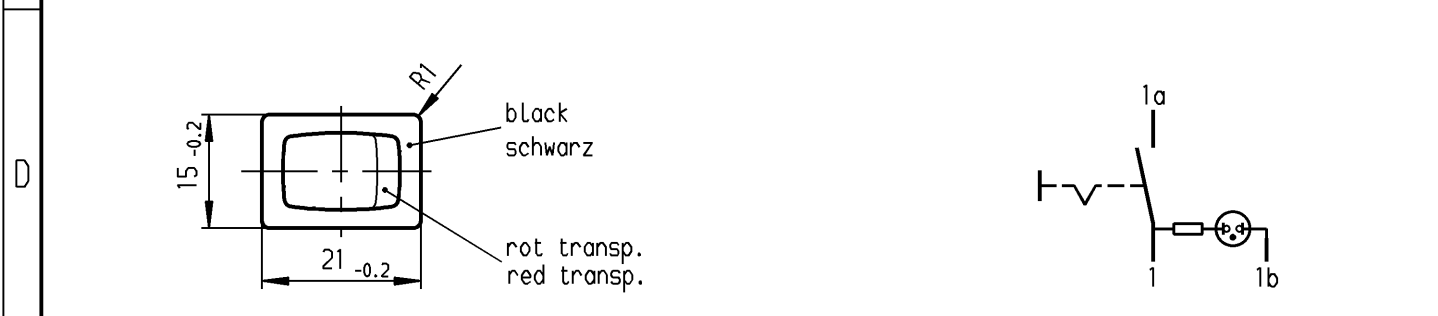 D
R1
15 -0.2
black
schwarz
rot transp.
red transp.
21 -0.2
1a
1
1b